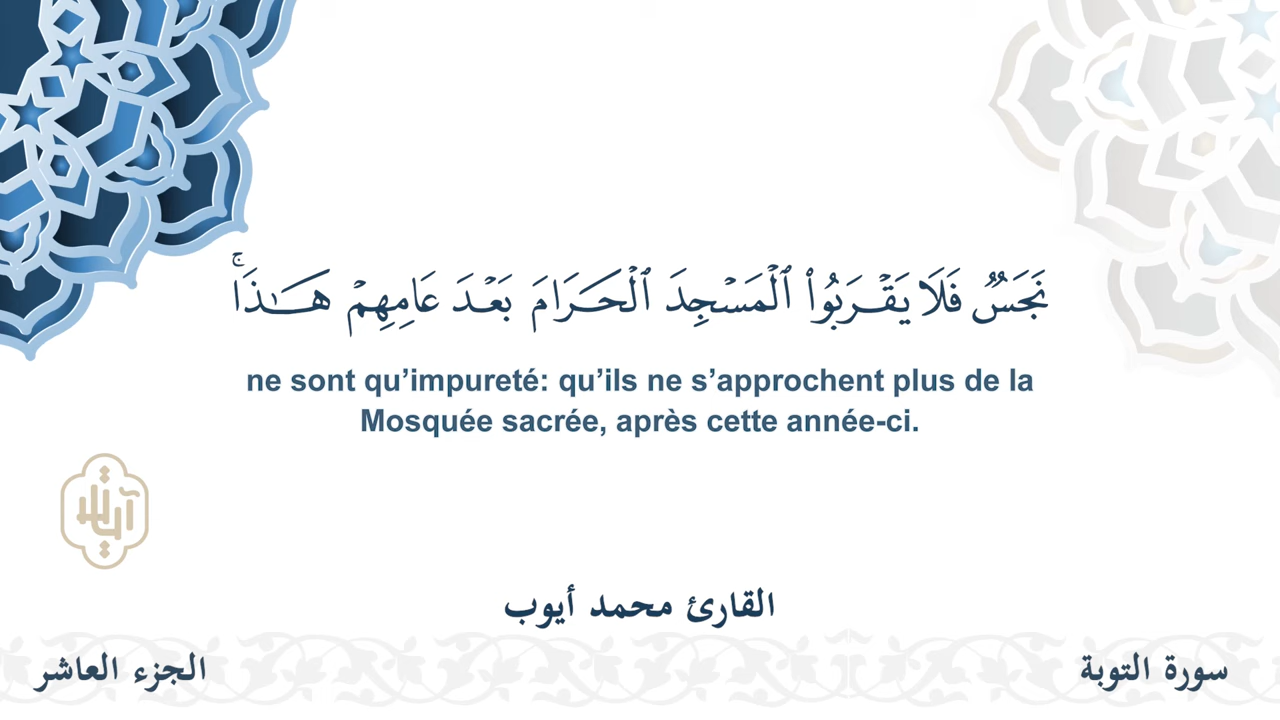 نَجَسٌ فَلَا يَقْرَبُوا۟ ٱلْمَسْجِدَ ٱلْحَرَامَ بَعْدَ عَامِهِمْ هَـٰذَا ۚ
ne sont qu’impureté: qu’ils ne s’approchent plus de la
Mosquée sacrée, après cette année-ci.
آيات
القارئ محمد أيوب
سورة التوبة
الجزء العاشر